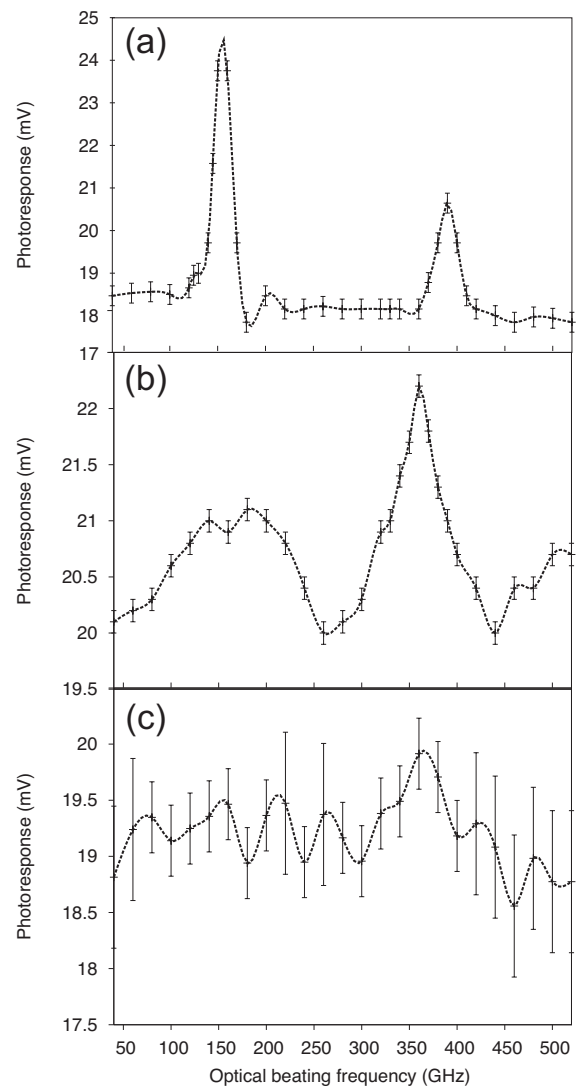 (a)
25
24
23
22
21
20
19
18
17
Photoresponse (mV)
(b)
22
21.5
21
20.5
20
19.5
Photoresponse (mV)
(c)
20
19.5
19
18.5
18
17.5
Photoresponse (mV)
50 100 150 200 250 300 350 400 450 500
Optical beating frequency (GHz)